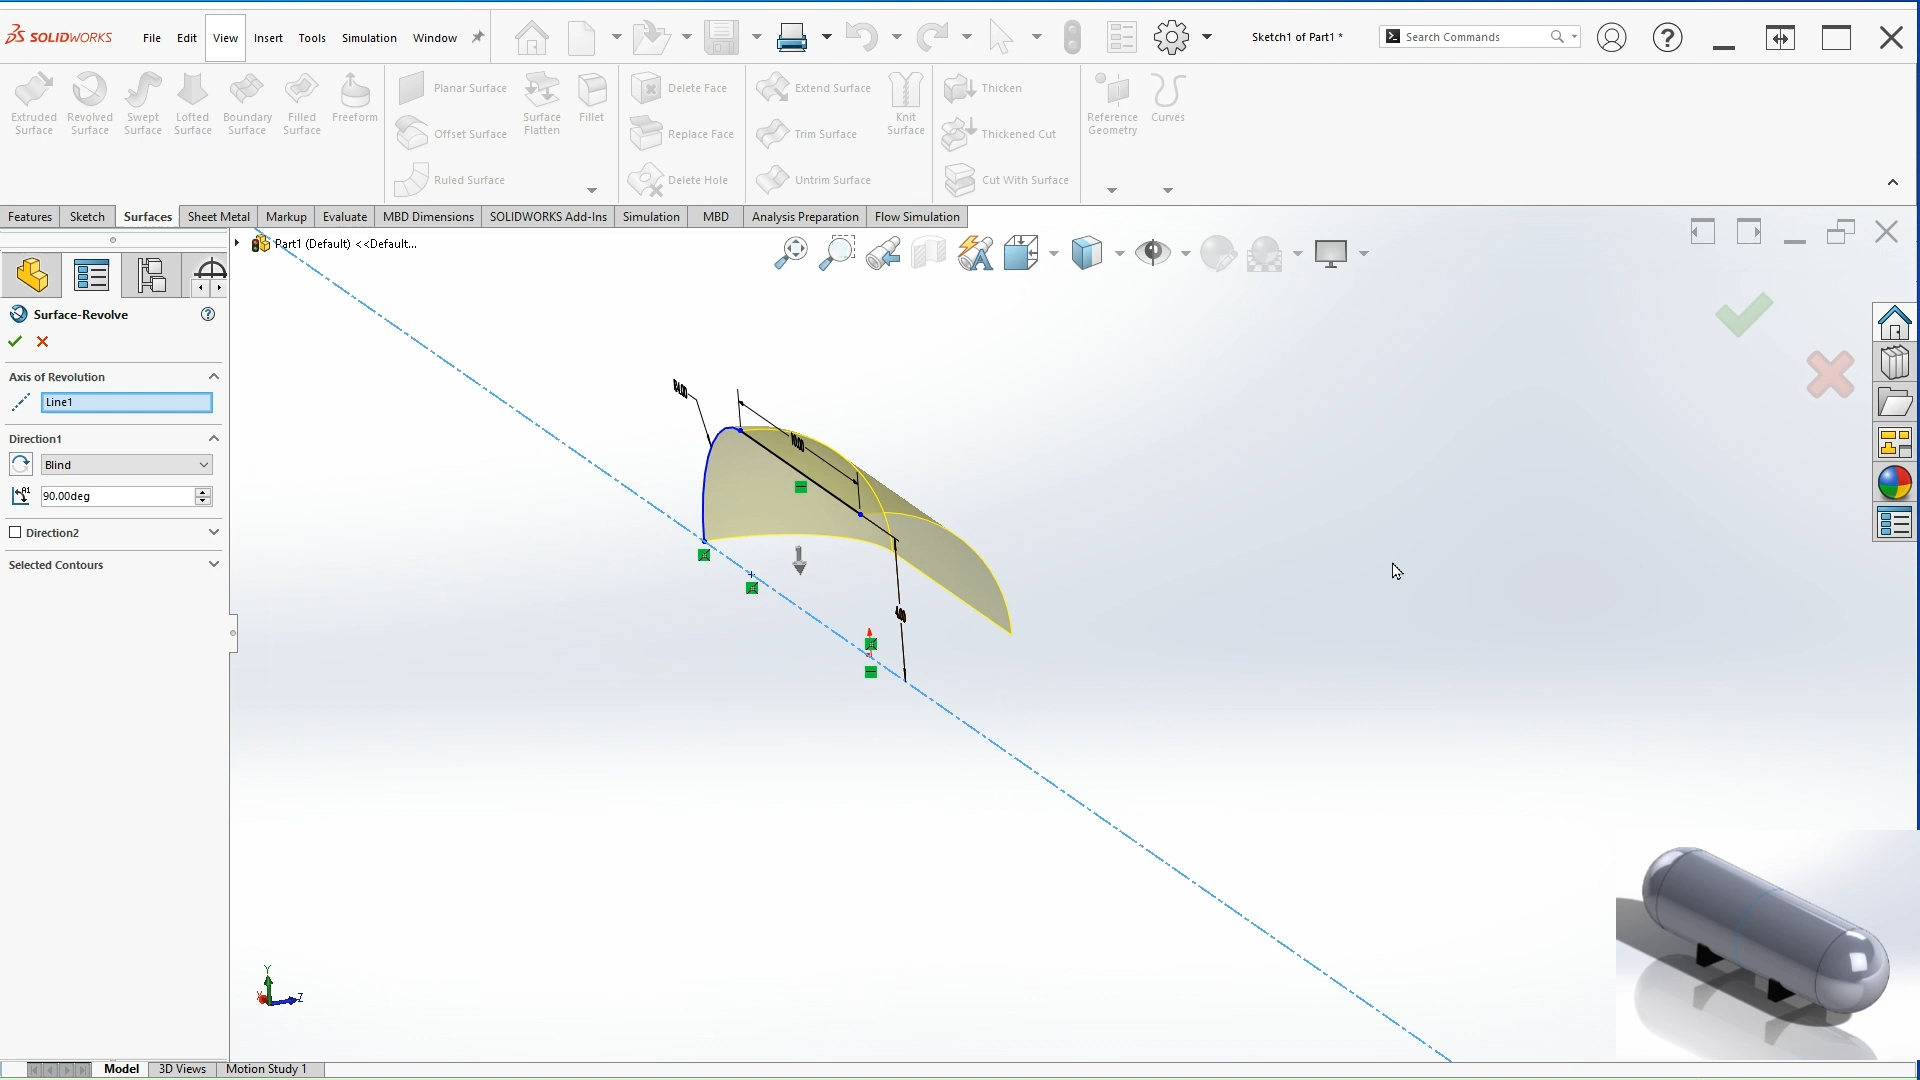 SOLIDWORKS File Edit View Insert Tools Simulation Window Sketch1 of Part1 * Search Commands
Extruded Surface
Revolved Surface
Swept Surface
Lofted Surface
Boundary Surface
Filled Surface
Freeform
Planar Surface
Offset Surface
Ruled Surface
Surface Flatten
Fillet
Delete Face
Replace Face
Delete Hole
Extend Surface
Trim Surface
Untrim Surface
Knit Surface
Thicken
Thickened Cut
Cut With Surface
Reference Geometry
Curves
Features Sketch Surfaces Sheet Metal Markup Evaluate MBD Dimensions SOLIDWORKS Add-Ins Simulation MBD Analysis Preparation Flow Simulation
Part1 (Default) <<Default...
Surface-Revolve
Axis of Revolution
Line1
Direction1
Blind
90.00deg
Direction2
Selected Contours
Y
X
Z
Model 3D Views Motion Study 1